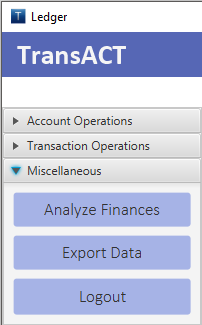 T Ledger
TransACT
Account Operations
Transaction Operations
Miscellaneous
Analyze Finances
Export Data
Logout